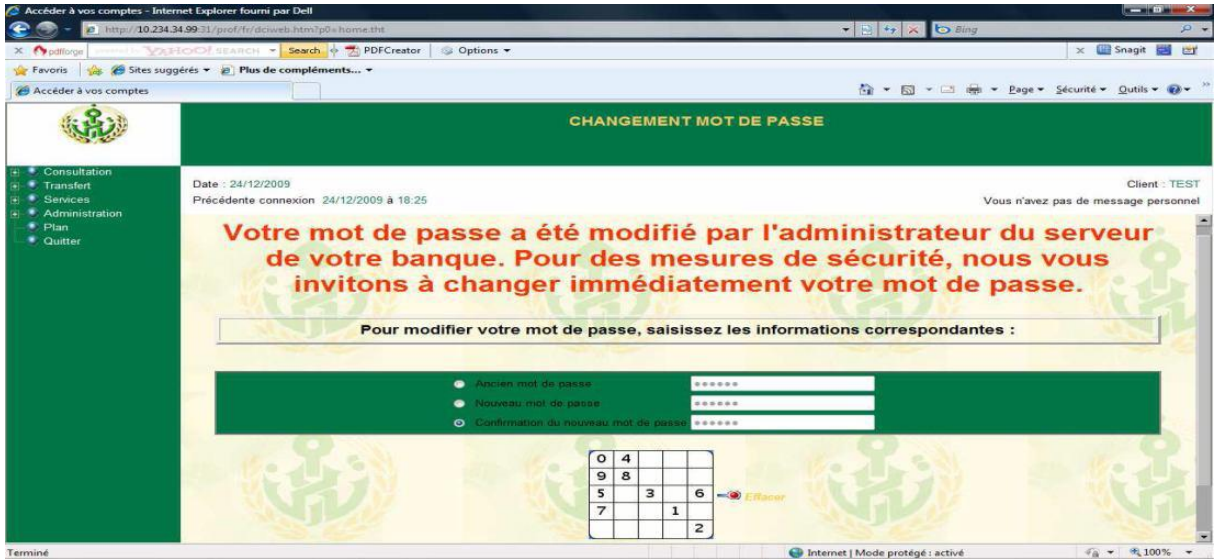 Accéder à vos comptes - Internet Explorer fourni par Dell
http://10.234.34.99:31/prof/fr/dciweb.htm?p0=home.tht
Bing
pdfforge
YAHOO! SEARCH
Search
PDFCreator
Options
Snagit
Favoris
Sites suggérés
Plus de compléments...
Accéder à vos comptes
Page
Sécurité
Outils
CHANGEMENT MOT DE PASSE
Consultation
Transfert
Services
Administration
Plan
Quitter
Date : 24/12/2009
Client : TEST
Précédente connexion 24/12/2009 à 18:25
Vous n'avez pas de message personnel
Votre mot de passe a été modifié par l'administrateur du serveur
de votre banque. Pour des mesures de sécurité, nous vous
invitons à changer immédiatement votre mot de passe.
Pour modifier votre mot de passe, saisissez les informations correspondantes :
Ancien mot de passe
Nouveau mot de passe
Confirmation du nouveau mot de passe
0 4
9 8
5 3 6
Effacer
7 1
2
Terminé
Internet | Mode protégé : activé
100%